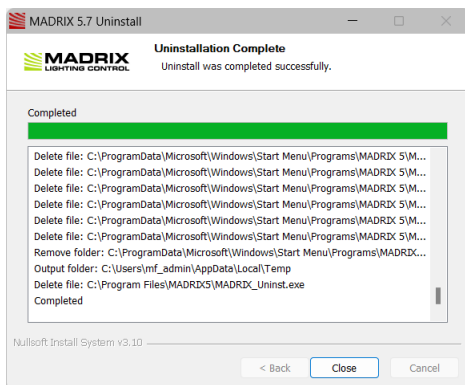 MADRIX 5.7 Uninstall
MADRIX
LIGHTING CONTROL
Uninstallation Complete
Uninstall was completed successfully.
Completed
Delete file: C:\ProgramData\Microsoft\Windows\Start Menu\Programs\MADRIX 5\M...
Delete file: C:\ProgramData\Microsoft\Windows\Start Menu\Programs\MADRIX 5\M...
Delete file: C:\ProgramData\Microsoft\Windows\Start Menu\Programs\MADRIX 5\M...
Delete file: C:\ProgramData\Microsoft\Windows\Start Menu\Programs\MADRIX 5\M...
Delete file: C:\ProgramData\Microsoft\Windows\Start Menu\Programs\MADRIX 5\M...
Delete file: C:\ProgramData\Microsoft\Windows\Start Menu\Programs\MADRIX 5\M...
Remove folder: C:\ProgramData\Microsoft\Windows\Start Menu\Programs\MADRIX...
Output folder: C:\Users\mf_admin\AppData\Local\Temp
Delete file: C:\Program Files\MADRIX5\MADRIX_Uninst.exe
Completed
Nullsoft Install System v3.10
< Back
Close
Cancel